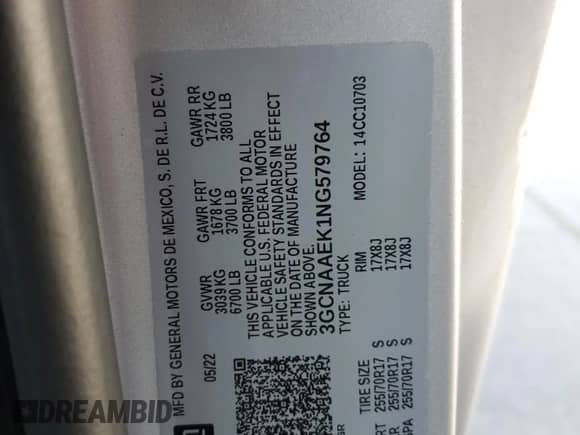 MFD BY GENERAL MOTORS DE MEXICO, S. DE R.L. DE C.V.
05/22
GVWR GAWR FRT GAWR RR
3039 KG 1678 KG 1724 KG
6700 LB 3700 LB 3800 LB
THIS VEHICLE CONFORMS TO ALL
APPLICABLE U.S. FEDERAL MOTOR
VEHICLE SAFETY STANDARDS IN EFFECT
ON THE DATE OF MANUFACTURE
SHOWN ABOVE.
3GCNAAEK1NG579764
TYPE: TRUCK MODEL: 14CC10703
TIRE SIZE RIM
255/70R17 S 17X8J
255/70R17 S 17X8J
255/70R17 S 17X8J
DREAMBID